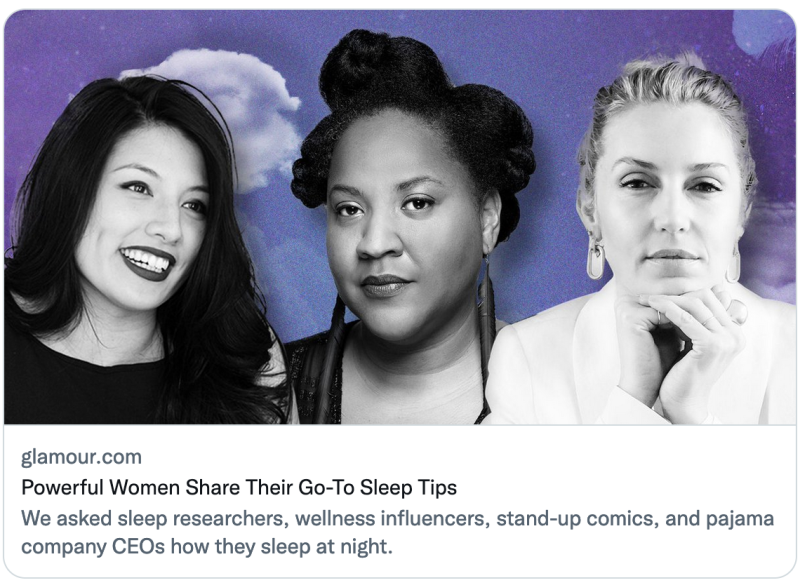 glamour.com
Powerful Women Share Their Go-To Sleep Tips
We asked sleep researchers, wellness influencers, stand-up comics, and pajama
company CEOs how they sleep at night.